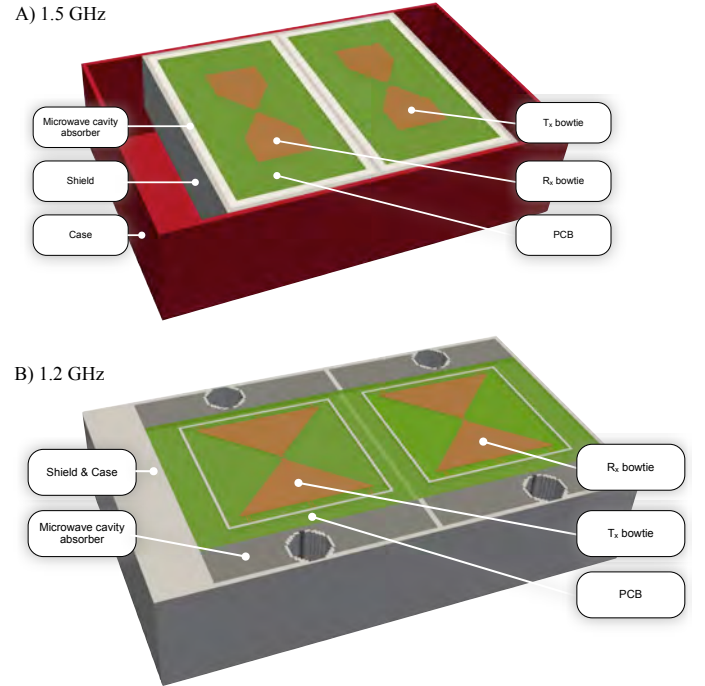 A) 1.5 GHz
Microwave cavity
absorber
Shield
Case
Tₓ bowtie
Rₓ bowtie
PCB
B) 1.2 GHz
Shield & Case
Microwave cavity
absorber
Rₓ bowtie
Tₓ bowtie
PCB